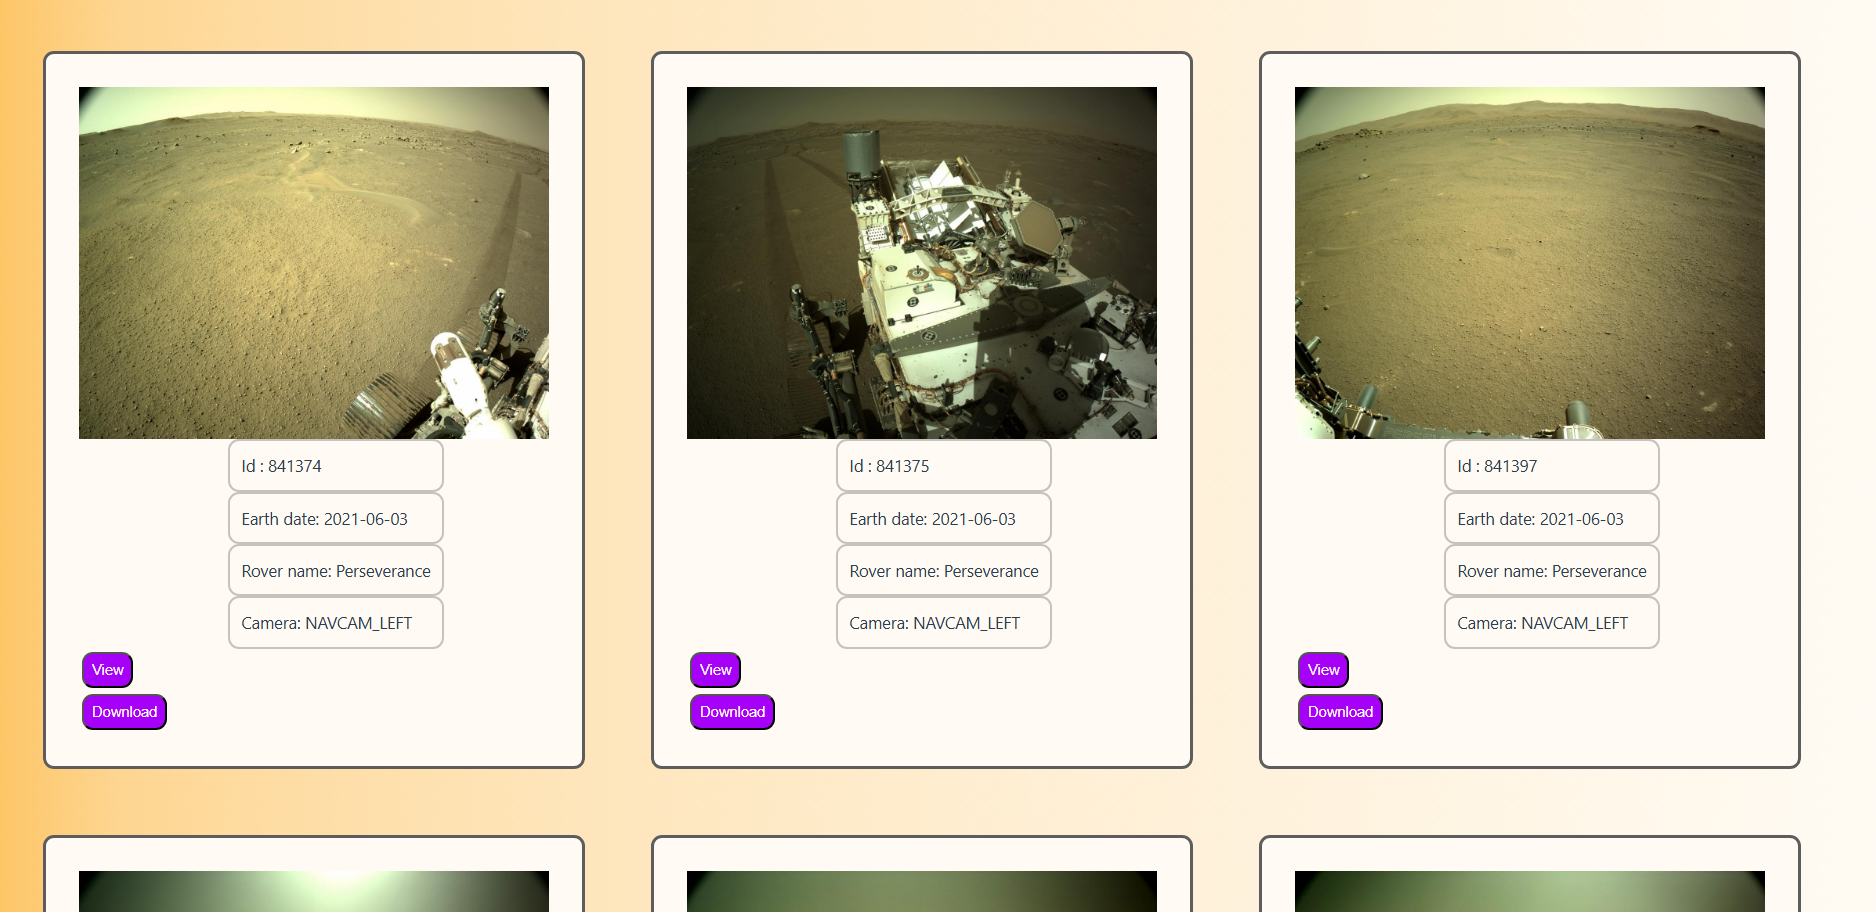 Id : 841374
Earth date: 2021-06-03
Rover name: Perseverance
Camera: NAVCAM_LEFT
View
Download
Id : 841375
Earth date: 2021-06-03
Rover name: Perseverance
Camera: NAVCAM_LEFT
View
Download
Id : 841397
Earth date: 2021-06-03
Rover name: Perseverance
Camera: NAVCAM_LEFT
View
Download